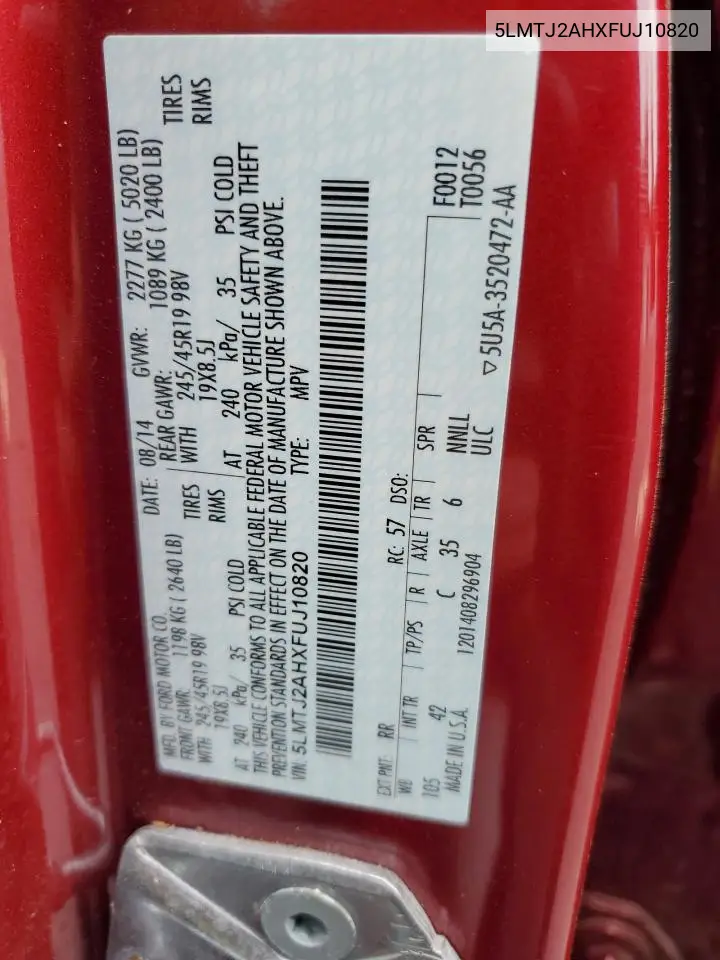 5LMTJ2AHXFUJ10820
MFD. BY FORD MOTOR CO. DATE: 08/14 GVWR: 2277 KG ( 5020 LB)
FRONT GAWR: 1198 KG ( 2640 LB) REAR GAWR: 1089 KG ( 2400 LB)
WITH 245/45R19 98V TIRES WITH 245/45R19 98V TIRES
19X8.5J RIMS 19X8.5J RIMS
AT 240 kPa/ 35 PSI COLD AT 240 kPa/ 35 PSI COLD
THIS VEHICLE CONFORMS TO ALL APPLICABLE FEDERAL MOTOR VEHICLE SAFETY AND THEFT
PREVENTION STANDARDS IN EFFECT ON THE DATE OF MANUFACTURE SHOWN ABOVE.
VIN: 5LMTJ2AHXFUJ10820 TYPE: MPV
EXT PNT: RR RC: 57 DSO: F0012
WB INT TR TP/PS R AXLE TR SPR T0056
105 42 C 35 6 NNLL
MADE IN U.S.A. 1201408296904 ULC ▽5U5A-3520472-AA